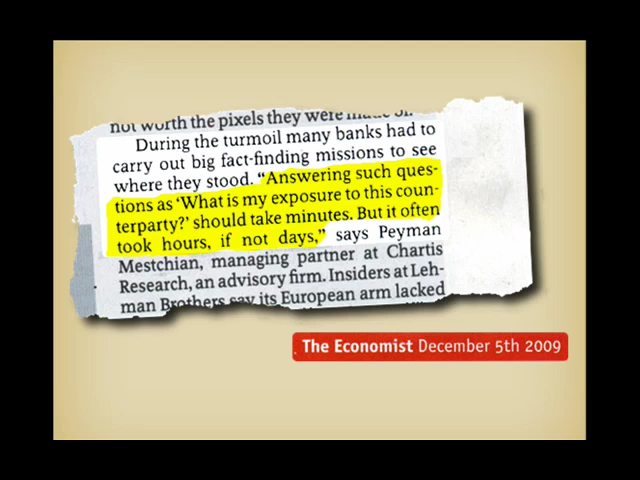 not worth the pixels they were made on.
During the turmoil many banks had to
carry out big fact-finding missions to see
where they stood. “Answering such ques-
tions as ‘What is my exposure to this coun-
terparty?’ should take minutes. But it often
took hours, if not days,” says Peyman
Mestchian, managing partner at Chartis
Research, an advisory firm. Insiders at Leh-
man Brothers say its European arm lacked
The Economist December 5th 2009